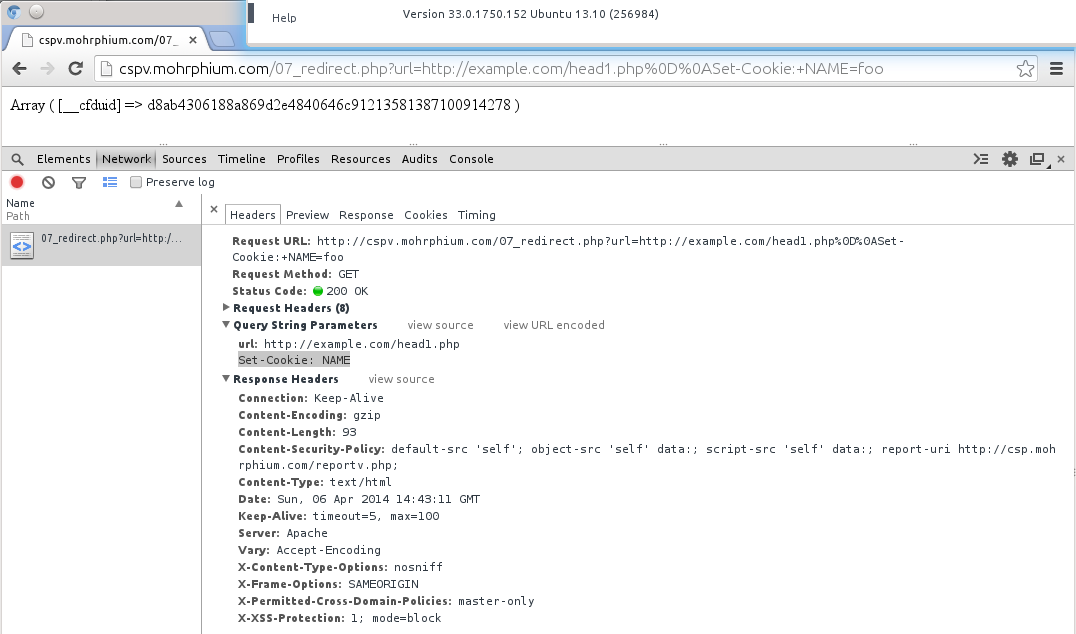 Help
Version 33.0.1750.152 Ubuntu 13.10 (256984)
cspv.mohrphium.com/07_
cspv.mohrphium.com/07_redirect.php?url=http://example.com/head1.php%0D%0ASet-Cookie:+NAME=foo
Array ( [__cfduid] => d8ab4306188a869d2e4840646c91213581387100914278 )
Elements Network Sources Timeline Profiles Resources Audits Console
Preserve log
Name
Path
Headers Preview Response Cookies Timing
07_redirect.php?url=http:/...
Request URL: http://cspv.mohrphium.com/07_redirect.php?url=http://example.com/head1.php%0D%0ASet-
Cookie:+NAME=foo
Request Method: GET
Status Code: 200 OK
Request Headers (8)
Query String Parameters view source view URL encoded
url: http://example.com/head1.php
Set-Cookie: NAME
Response Headers view source
Connection: Keep-Alive
Content-Encoding: gzip
Content-Length: 93
Content-Security-Policy: default-src 'self'; object-src 'self' data:; script-src 'self' data:; report-uri http://csp.moh
rphium.com/reportv.php;
Content-Type: text/html
Date: Sun, 06 Apr 2014 14:43:11 GMT
Keep-Alive: timeout=5, max=100
Server: Apache
Vary: Accept-Encoding
X-Content-Type-Options: nosniff
X-Frame-Options: SAMEORIGIN
X-Permitted-Cross-Domain-Policies: master-only
X-XSS-Protection: 1; mode=block